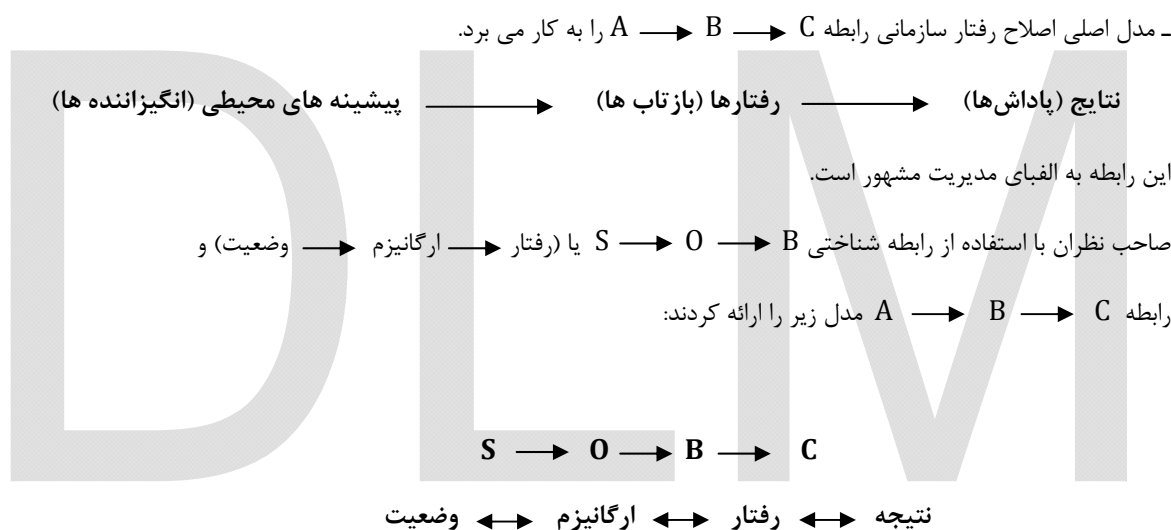 ـ مدل اصلی اصلاح رفتار سازمانی رابطه A → B → C را به کار می برد.
پیشینه های محیطی (انگیزاننده ها) → رفتارها (بازتاب ها) → نتایج (پاداش‌ها)
این رابطه به الفبای مدیریت مشهور است.
صاحب نظران با استفاده از رابطه شناختی S → O → B یا (رفتار → ارگانیزم → وضعیت) و
رابطه A → B → C مدل زیر را ارائه کردند:
S → O → B → C
نتیجه ↔ رفتار ↔ ارگانیزم ↔ وضعیت
DLM